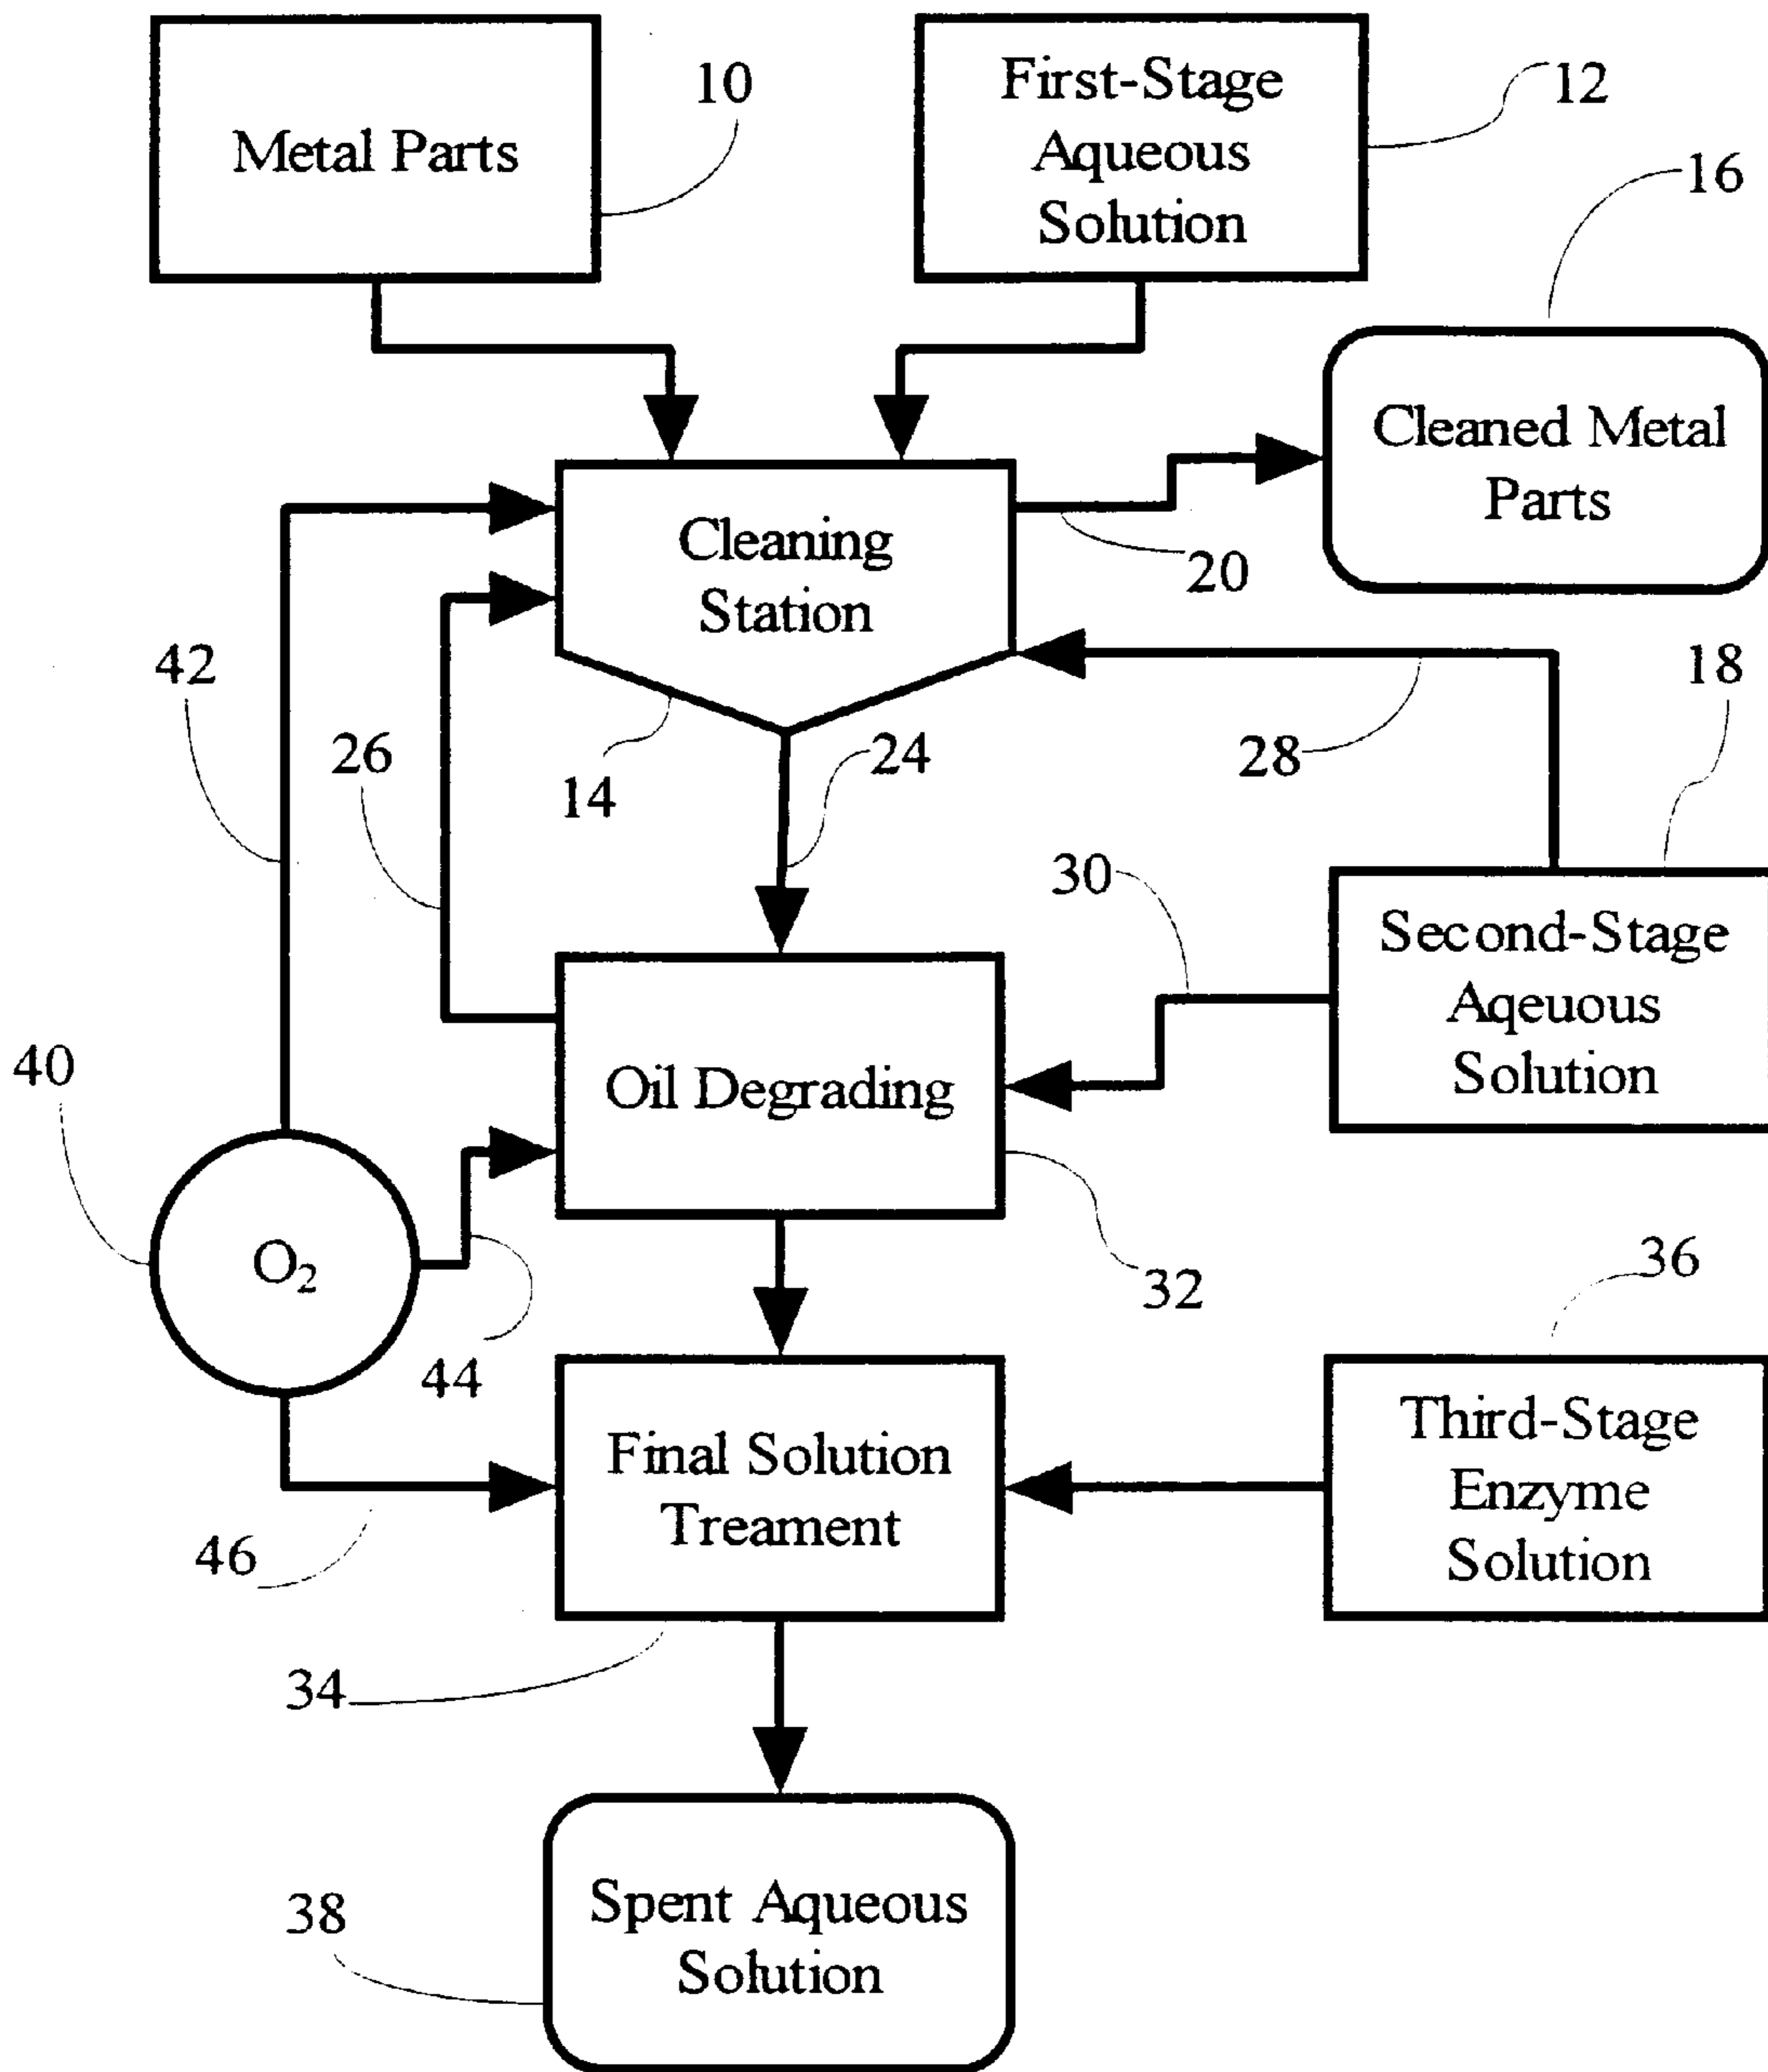 Metal Parts
10
First-Stage
Aqueous
Solution
12
16
Cleaned Metal
Parts
Cleaning
Station
20
42
26
14
24
28
18
30
Second-Stage
Aqeuous
Solution
Oil Degrading
40
O₂
32
36
44
Final Solution
Treament
Third-Stage
Enzyme
Solution
46
34
38
Spent Aqueous
Solution